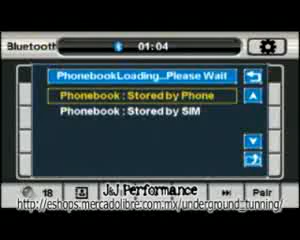 Bluetooth 01:04
PhonebookLoading...Please Wait
Phonebook : Stored by Phone
Phonebook : Stored by SIM
18 J&J Performance Pair
http://eshops.mercadolibre.com.mx/underground_tunning/